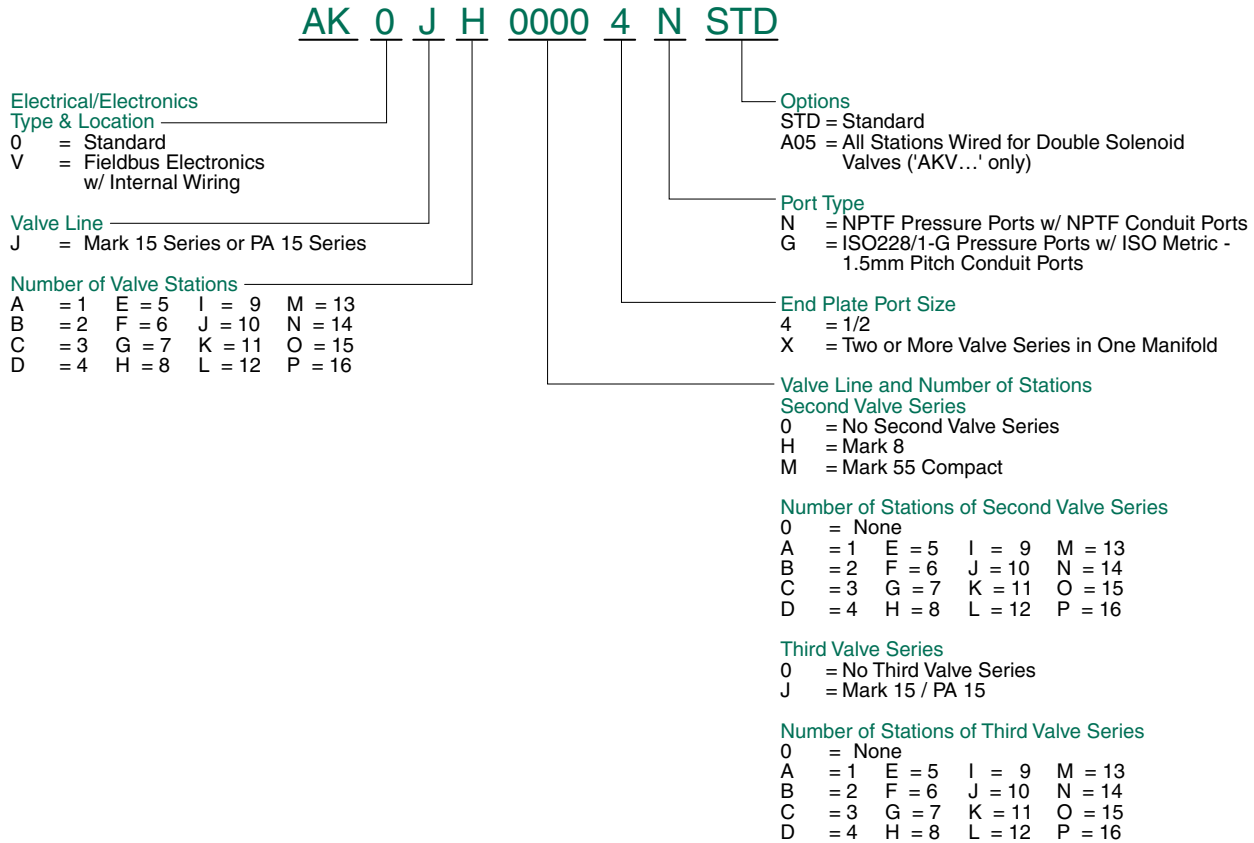 AK 0 J H 0000 4 N STD
Electrical/Electronics
Type & Location
0 = Standard
V = Fieldbus Electronics
w/ Internal Wiring
Valve Line
J = Mark 15 Series or PA 15 Series
Number of Valve Stations
A = 1 E = 5 I = 9 M = 13
B = 2 F = 6 J = 10 N = 14
C = 3 G = 7 K = 11 O = 15
D = 4 H = 8 L = 12 P = 16
Options
STD = Standard
A05 = All Stations Wired for Double Solenoid
Valves ('AKV…' only)
Port Type
N = NPTF Pressure Ports w/ NPTF Conduit Ports
G = ISO228/1-G Pressure Ports w/ ISO Metric -
1.5mm Pitch Conduit Ports
End Plate Port Size
4 = 1/2
X = Two or More Valve Series in One Manifold
Valve Line and Number of Stations
Second Valve Series
0 = No Second Valve Series
H = Mark 8
M = Mark 55 Compact
Number of Stations of Second Valve Series
0 = None
A = 1 E = 5 I = 9 M = 13
B = 2 F = 6 J = 10 N = 14
C = 3 G = 7 K = 11 O = 15
D = 4 H = 8 L = 12 P = 16
Third Valve Series
0 = No Third Valve Series
J = Mark 15 / PA 15
Number of Stations of Third Valve Series
0 = None
A = 1 E = 5 I = 9 M = 13
B = 2 F = 6 J = 10 N = 14
C = 3 G = 7 K = 11 O = 15
D = 4 H = 8 L = 12 P = 16